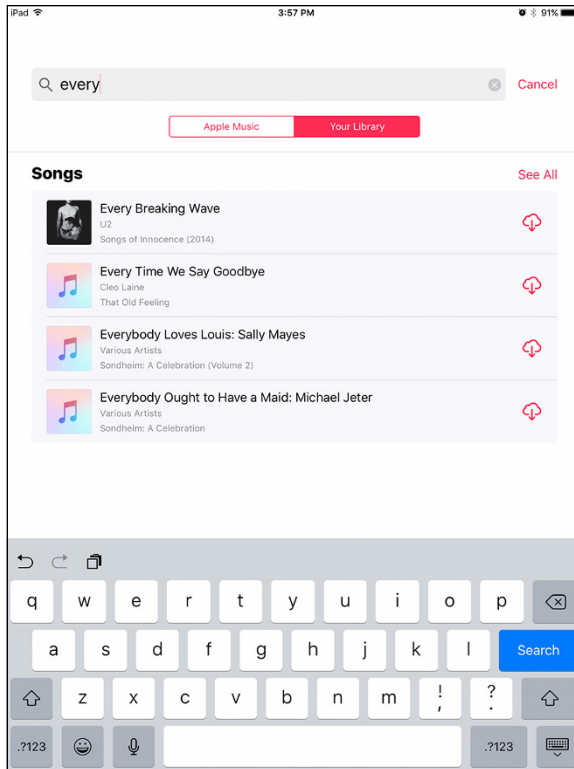 iPad 3:57 PM 91%
every Cancel
Apple Music Your Library
Songs See All
Every Breaking Wave
U2
Songs of Innocence (2014)
Every Time We Say Goodbye
Cleo Laine
That Old Feeling
Everybody Loves Louis: Sally Mayes
Various Artists
Sondheim: A Celebration (Volume 2)
Everybody Ought to Have a Maid: Michael Jeter
Various Artists
Sondheim: A Celebration
q w e r t y u i o p
a s d f g h j k l Search
z x c v b n m ! , ? .
.?123 .?123